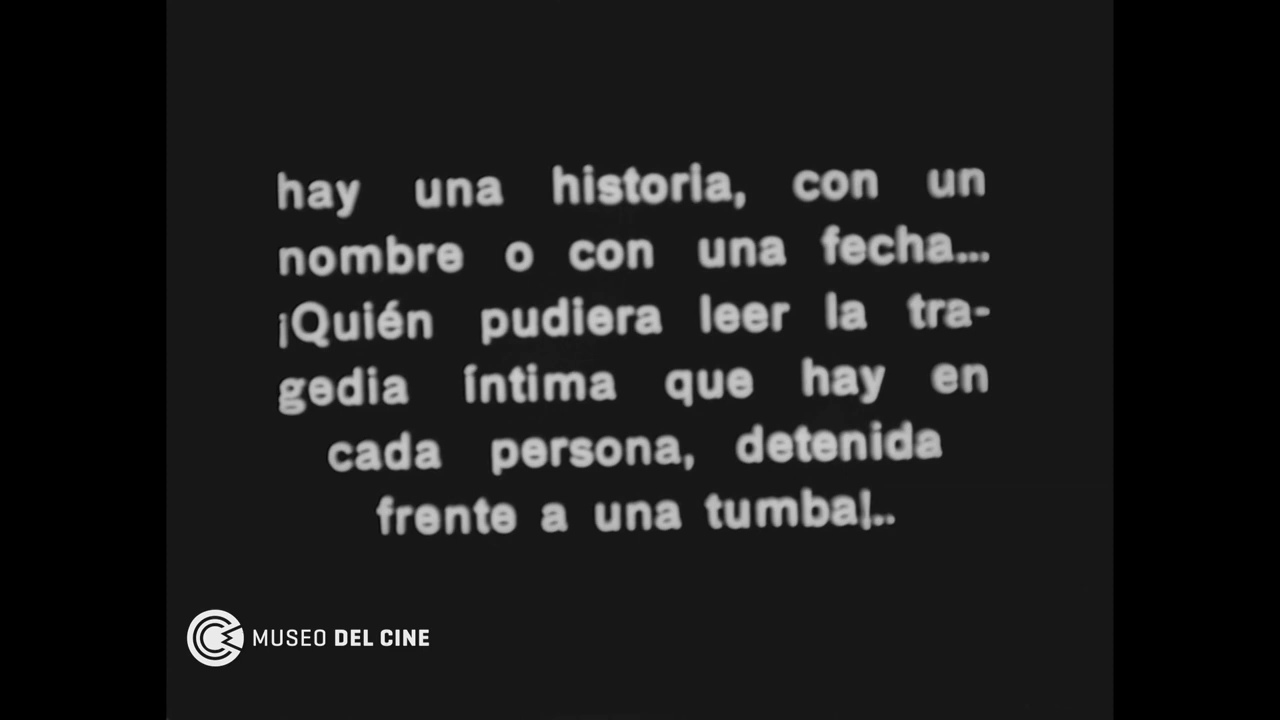 hay una historia, con un
nombre o con una fecha...
¡Quién pudiera leer la tra-
gedia íntima que hay en
cada persona, detenida
frente a una tumba!..
MUSEO DEL CINE